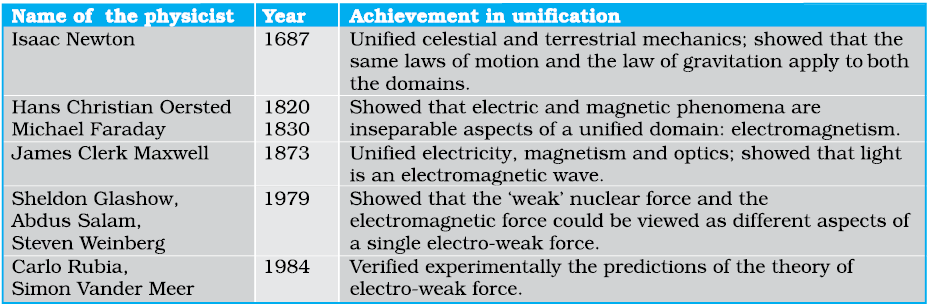 Name of the physicist Year Achievement in unification
Isaac Newton 1687 Unified celestial and terrestrial mechanics; showed that the
same laws of motion and the law of gravitation apply to both
the domains.
Hans Christian Oersted 1820 Showed that electric and magnetic phenomena are
Michael Faraday 1830 inseparable aspects of a unified domain: electromagnetism.
James Clerk Maxwell 1873 Unified electricity, magnetism and optics; showed that light
is an electromagnetic wave.
Sheldon Glashow, 1979 Showed that the ‘weak’ nuclear force and the
Abdus Salam, electromagnetic force could be viewed as different aspects of
Steven Weinberg a single electro-weak force.
Carlo Rubia, 1984 Verified experimentally the predictions of the theory of
Simon Vander Meer electro-weak force.